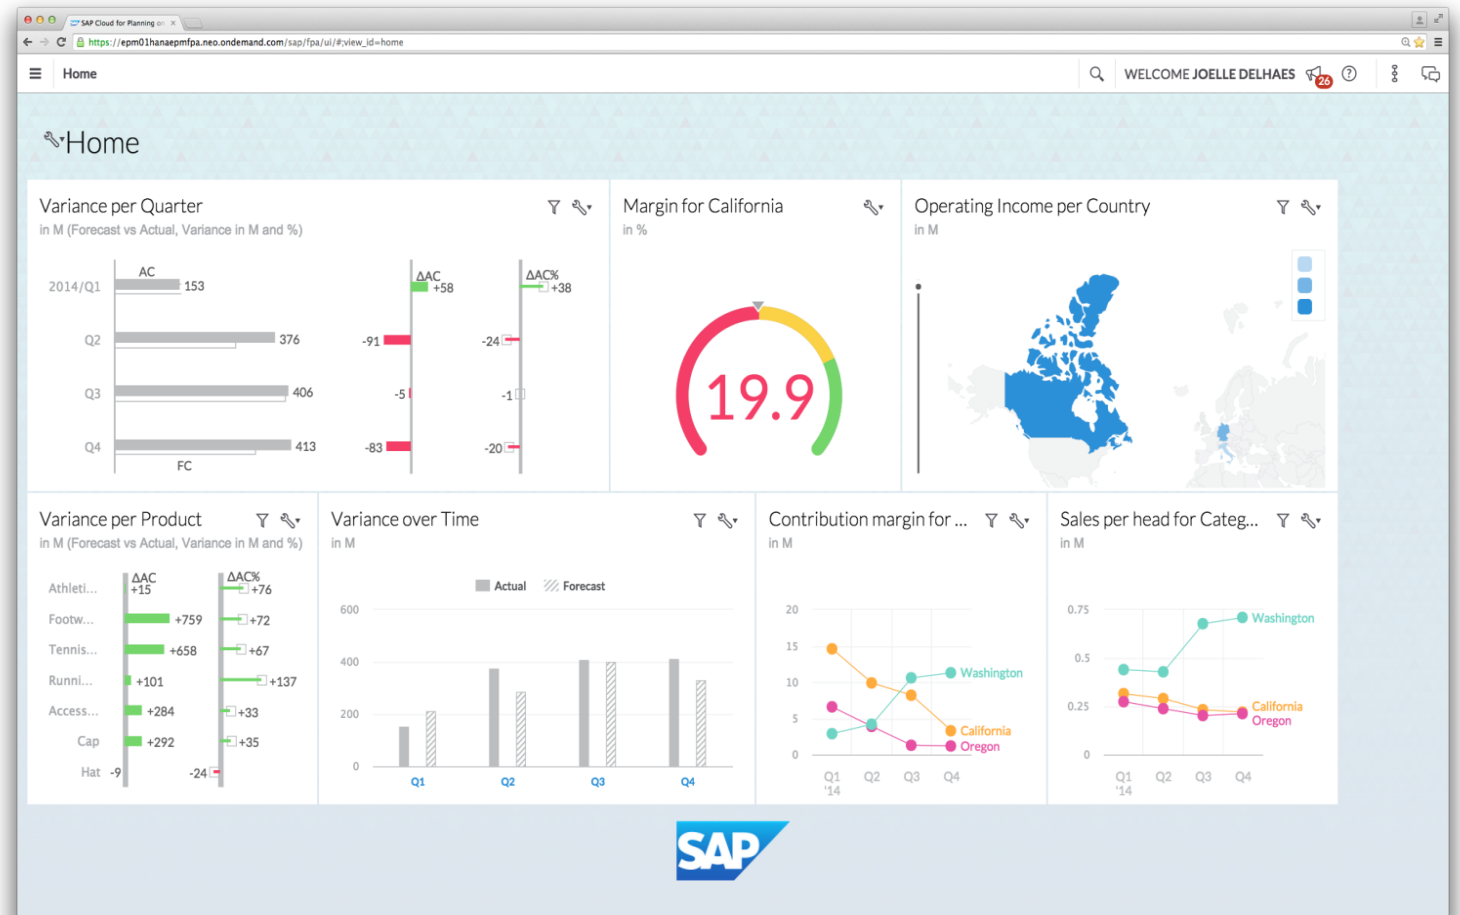 SAP Cloud for Planning on
https://epm01hanaepmfpa.neo.ondemand.com/sap/fpa/ui/#;view_id=home
Home
WELCOME JOELLE DELHAES
26
Home
Variance per Quarter
in M (Forecast vs Actual, Variance in M and %)
AC
ΔAC
ΔAC%
2014/Q1 153 +58 +38
Q2 376 -91 -24
Q3 406 -5 -1
Q4 413 -83 -20
FC
Margin for California
in %
19.9
Operating Income per Country
in M
Variance per Product
in M (Forecast vs Actual, Variance in M and %)
ΔAC
ΔAC%
Athleti... +15 +76
Footw... +759 +72
Tennis... +658 +67
Runni... +101 +137
Access... +284 +33
Cap +292 +35
Hat -9 -24
Variance over Time
in M
Actual Forecast
600
400
200
0
Q1 Q2 Q3 Q4
Contribution margin for ...
in M
20
15
10
5
0
Washington
California
Oregon
Q1 Q2 Q3 Q4
'14
Sales per head for Categ...
in M
0.75
0.5
0.25
0
Washington
California
Oregon
Q1 Q2 Q3 Q4
'14
SAP